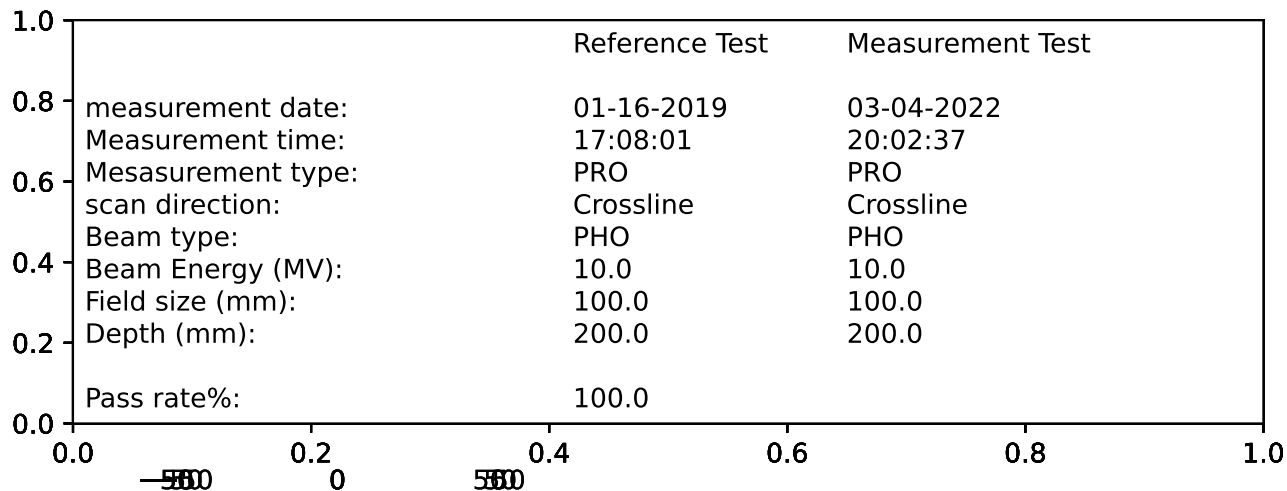 1.0
Reference Test Measurement Test
0.8
measurement date: 01-16-2019 03-04-2022
Measurement time: 17:08:01 20:02:37
0.6
Mesasurement type: PRO PRO
scan direction: Crossline Crossline
Beam type: PHO PHO
0.4
Beam Energy (MV): 10.0 10.0
Field size (mm): 100.0 100.0
0.2
Depth (mm): 200.0 200.0
Pass rate%: 100.0
0.0
0.0 0.2 0.4 0.6 0.8 1.0
0